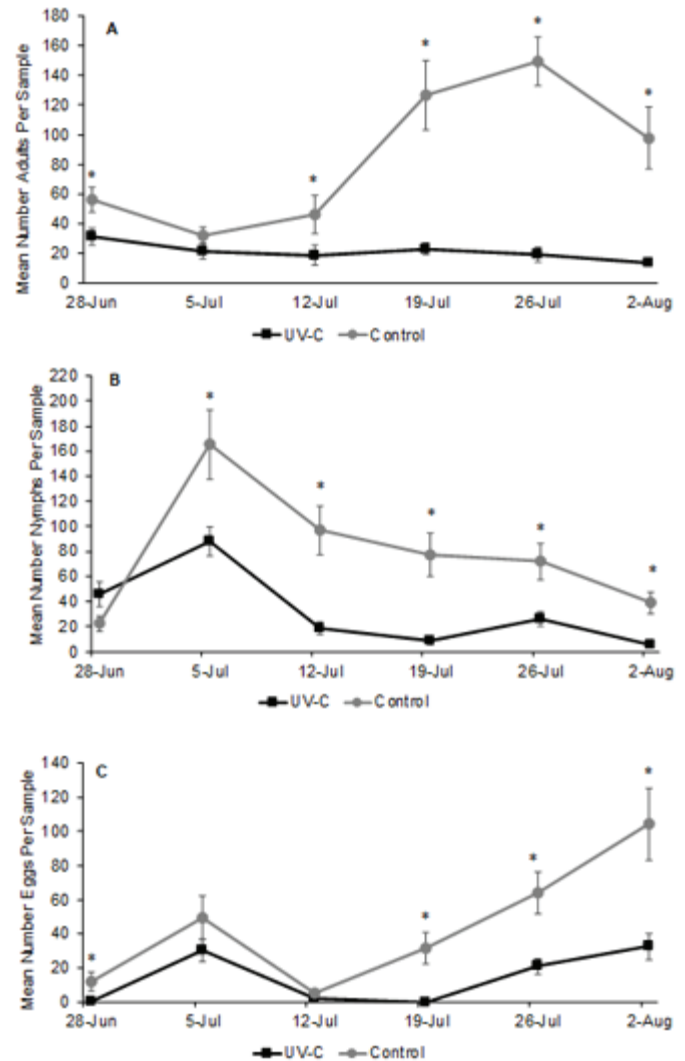 A
Mean Number Adults Per Sample
180
160
140
120
100
80
60
40
20
0
*
*
*
*
*
28-Jun
5-Jul
12-Jul
19-Jul
26-Jul
2-Aug
UV-C
Control
B
Mean Number Nymphs Per Sample
220
200
180
160
140
120
100
80
60
40
20
0
*
*
*
*
*
28-Jun
5-Jul
12-Jul
19-Jul
26-Jul
2-Aug
UV-C
Control
C
Mean Number Eggs Per Sample
140
120
100
80
60
40
20
0
*
*
*
*
28-Jun
5-Jul
12-Jul
19-Jul
26-Jul
2-Aug
UV-C
Control